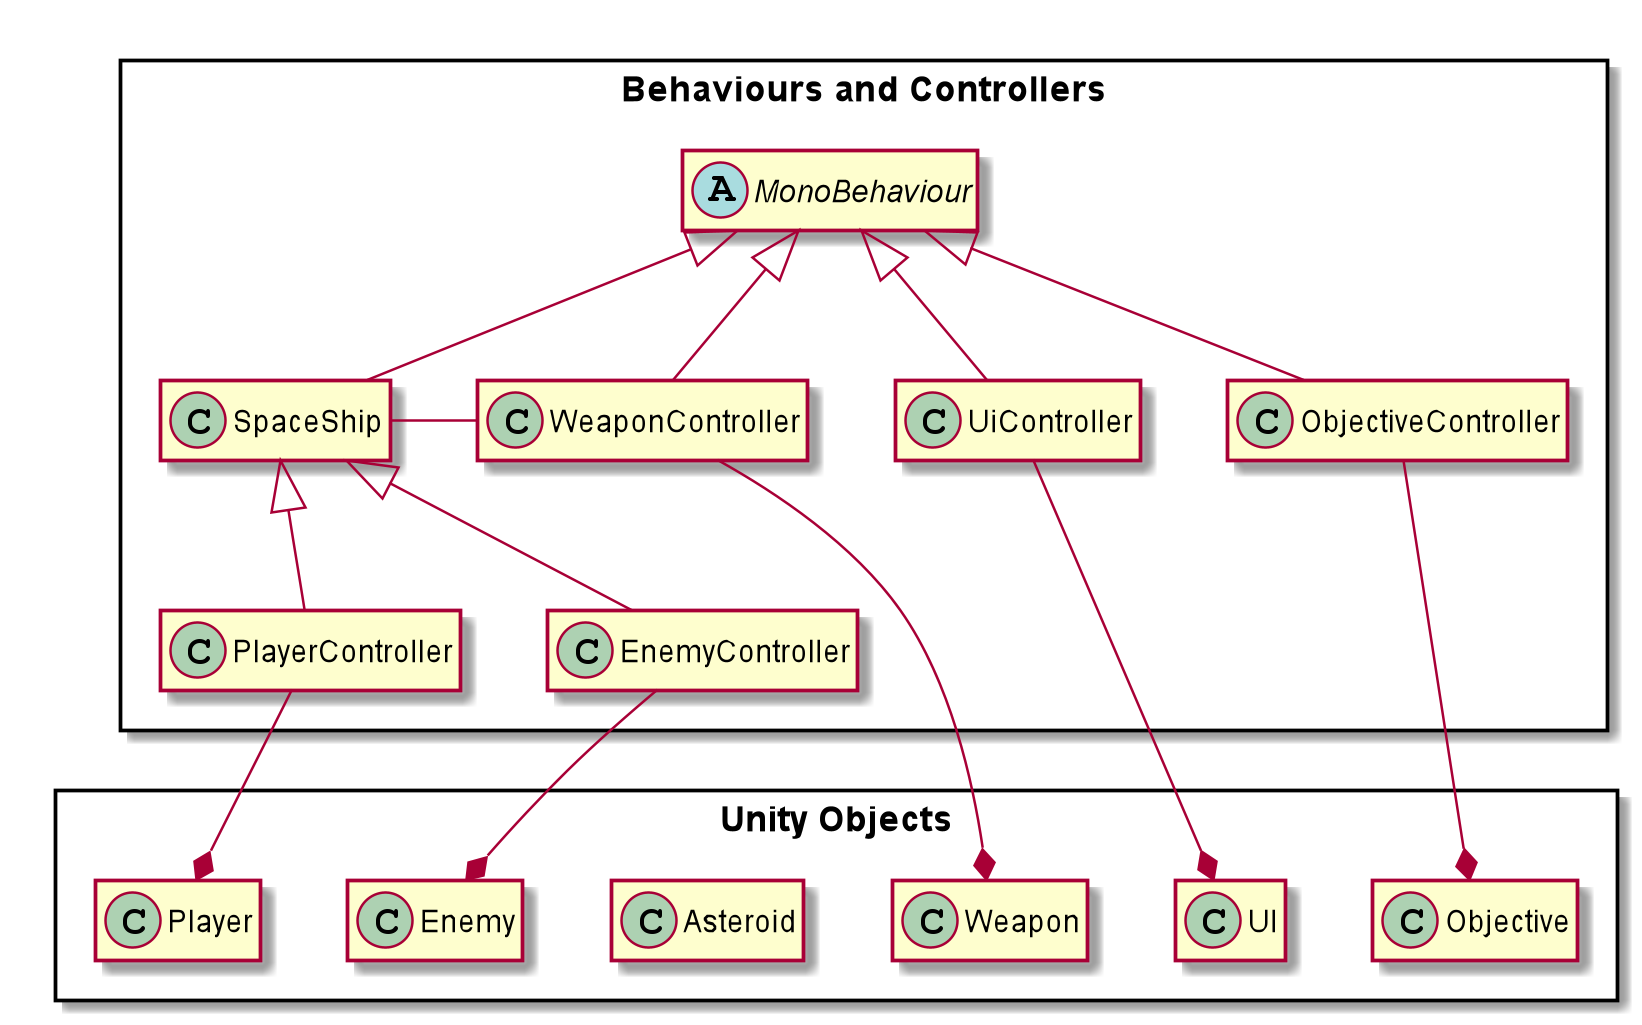 Behaviours and Controllers
A MonoBehaviour
C SpaceShip
C WeaponController
C UiController
C ObjectiveController
C PlayerController
C EnemyController
Unity Objects
C Player
C Enemy
C Asteroid
C Weapon
C UI
C Objective